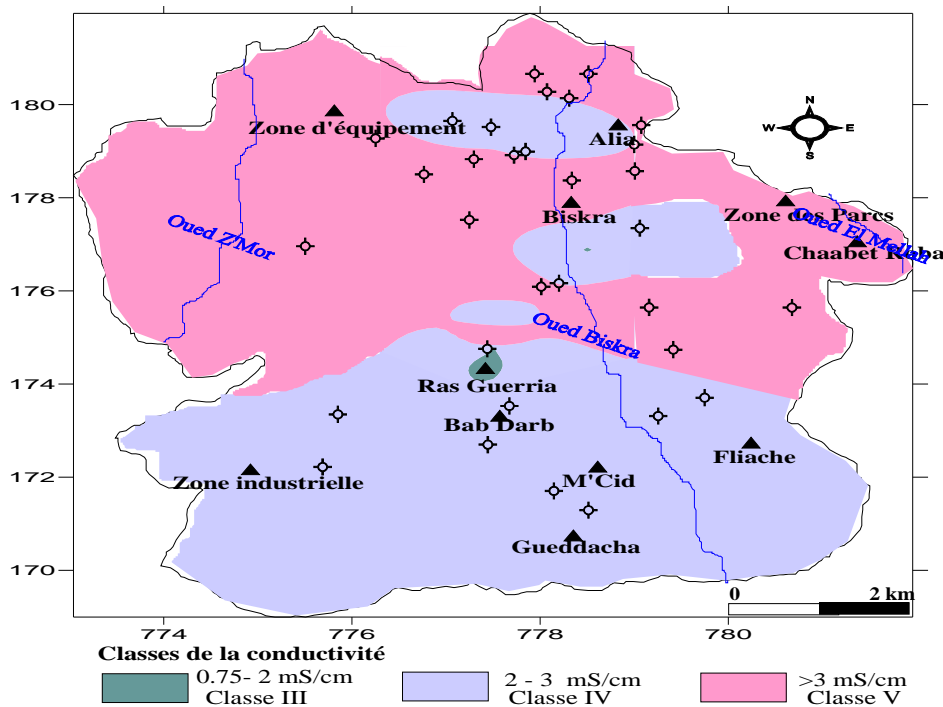 180
178
176
174
172
170
N
W E
S
Zone d'équipement
Alia
Biskra
Zone des Parcs
Oued El Mellah
Chaabet Roba
Oued Z'Mor
Oued Biskra
Ras Guerria
Bab Darb
Zone industrielle
M'Cid
Fliache
Gueddacha
0 2 km
774 776 778 780
Classes de la conductivité
0.75- 2 mS/cm
Classe III
2 - 3 mS/cm
Classe IV
>3 mS/cm
Classe V